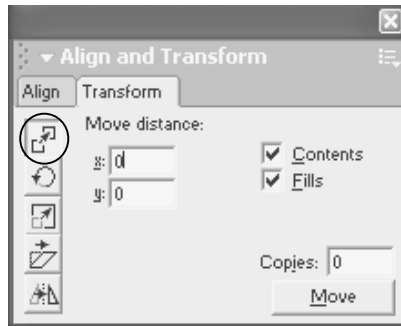 Align and Transform
Align Transform
Move distance:
x: 0
y: 0
Contents
Fills
Copies: 0
Move